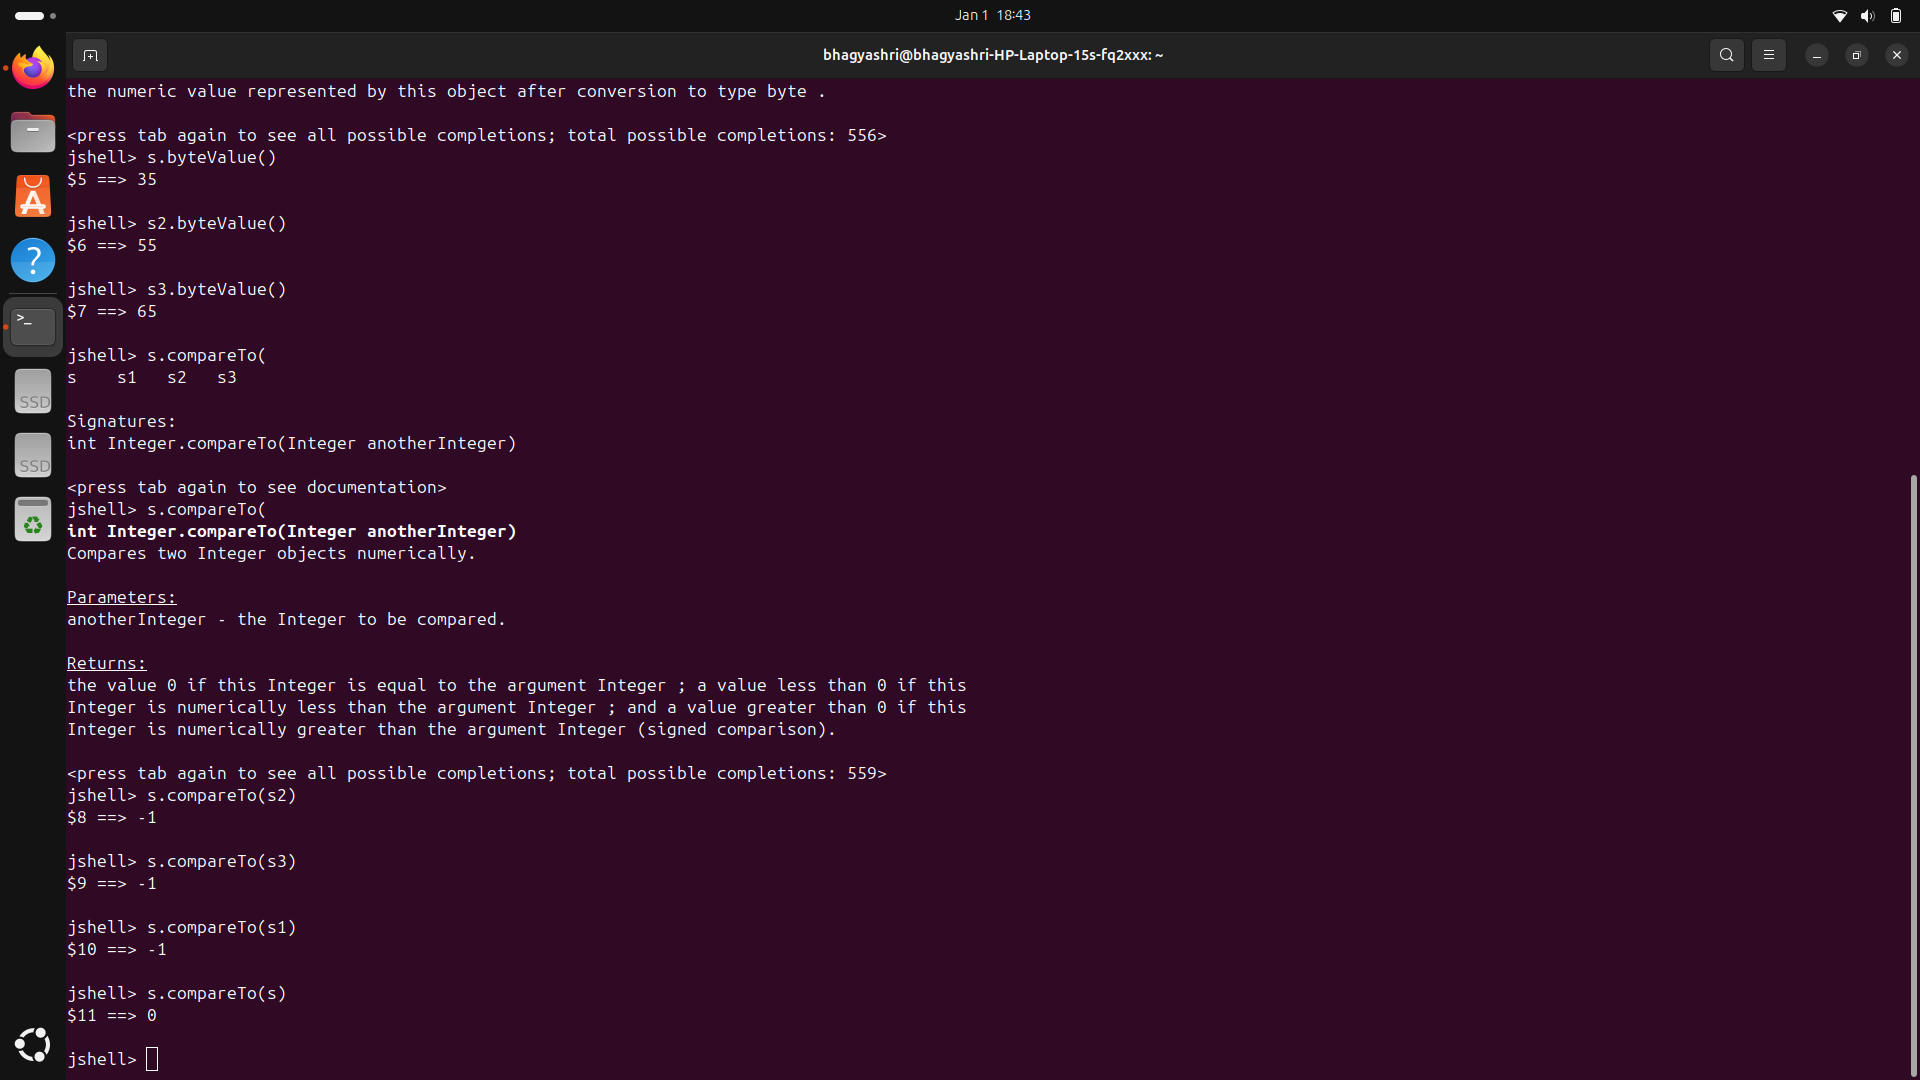 Jan 1 18:43
bhagyashri@bhagyashri-HP-Laptop-15s-fq2xxx: ~
the numeric value represented by this object after conversion to type byte .
<press tab again to see all possible completions; total possible completions: 556>
jshell> s.byteValue()
$5 ==> 35
jshell> s2.byteValue()
$6 ==> 55
jshell> s3.byteValue()
$7 ==> 65
jshell> s.compareTo(
s    s1   s2   s3
Signatures:
int Integer.compareTo(Integer anotherInteger)
<press tab again to see documentation>
jshell> s.compareTo(
int Integer.compareTo(Integer anotherInteger)
Compares two Integer objects numerically.
Parameters:
anotherInteger - the Integer to be compared.
Returns:
the value 0 if this Integer is equal to the argument Integer ; a value less than 0 if this
Integer is numerically less than the argument Integer ; and a value greater than 0 if this
Integer is numerically greater than the argument Integer (signed comparison).
<press tab again to see all possible completions; total possible completions: 559>
jshell> s.compareTo(s2)
$8 ==> -1
jshell> s.compareTo(s3)
$9 ==> -1
jshell> s.compareTo(s1)
$10 ==> -1
jshell> s.compareTo(s)
$11 ==> 0
jshell>
SSD
SSD